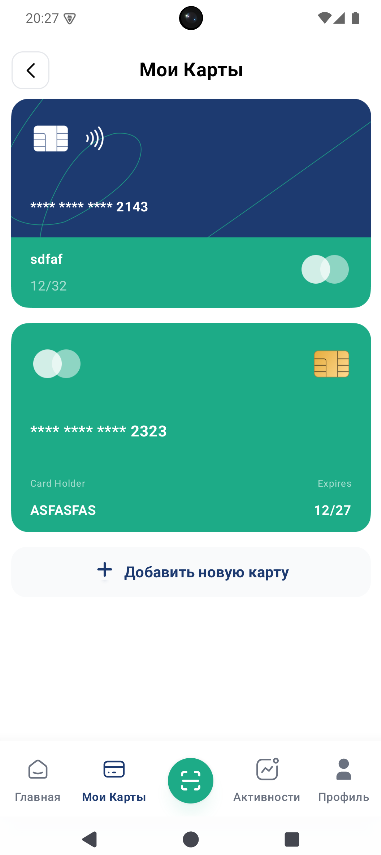 20:27
Мои Карты
**** **** **** 2143
sdfaf
12/32
**** **** **** 2323
Card Holder
Expires
ASFASFAS
12/27
Добавить новую карту
Главная
Мои Карты
Активности
Профиль